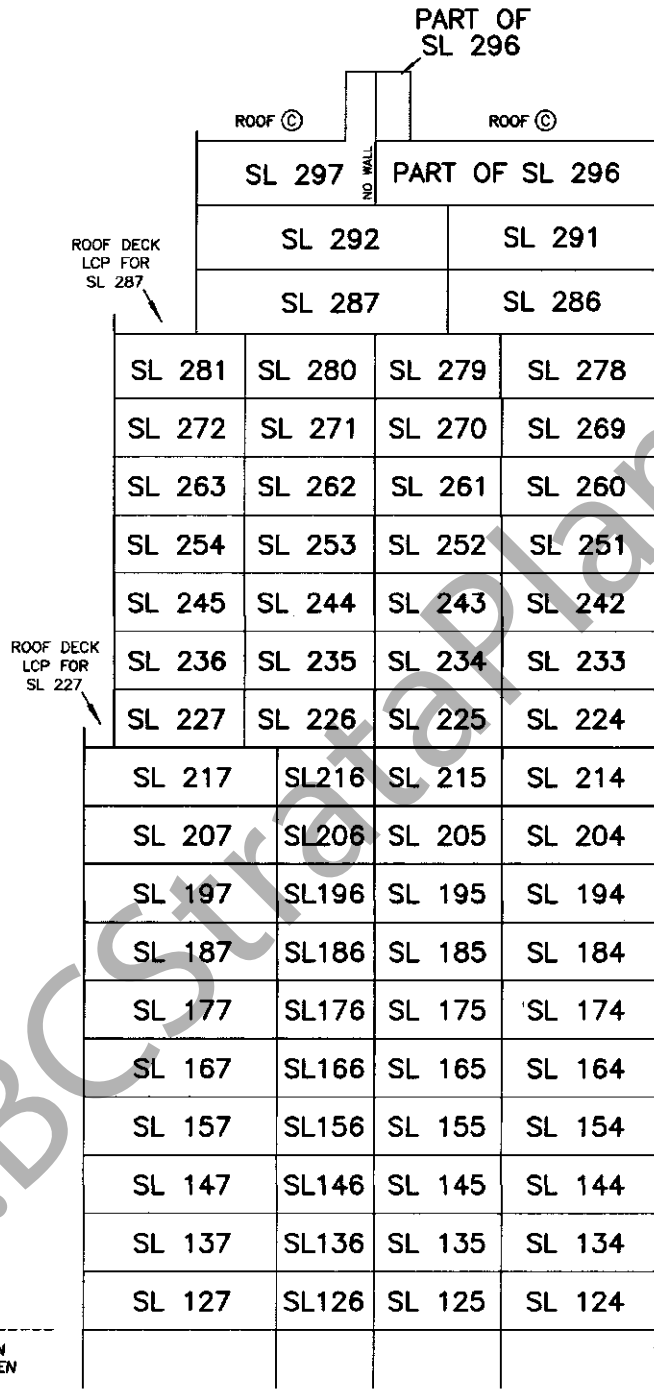 PART OF
SL 296
ROOF Ⓒ ROOF Ⓒ
SL 297 NO WALL PART OF SL 296
SL 292 SL 291
ROOF DECK
LCP FOR
SL 287
SL 287 SL 286
SL 281 SL 280 SL 279 SL 278
SL 272 SL 271 SL 270 SL 269
SL 263 SL 262 SL 261 SL 260
SL 254 SL 253 SL 252 SL 251
SL 245 SL 244 SL 243 SL 242
ROOF DECK
LCP FOR
SL 227
SL 236 SL 235 SL 234 SL 233
SL 227 SL 226 SL 225 SL 224
SL 217 SL216 SL 215 SL 214
SL 207 SL206 SL 205 SL 204
SL 197 SL196 SL 195 SL 194
SL 187 SL186 SL 185 SL 184
SL 177 SL176 SL 175 SL 174
SL 167 SL166 SL 165 SL 164
SL 157 SL156 SL 155 SL 154
SL 147 SL146 SL 145 SL 144
SL 137 SL136 SL 135 SL 134
SL 127 SL126 SL 125 SL 124
.BCStrataPlan